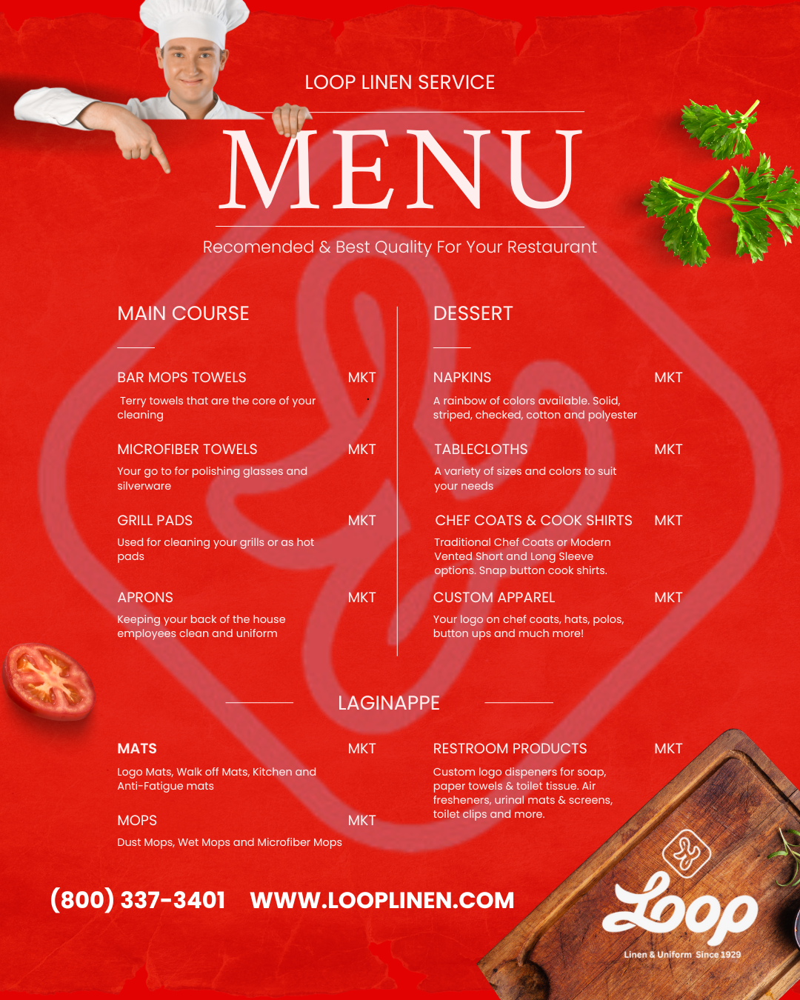 LOOP LINEN SERVICE
MENU
Recomended & Best Quality For Your Restaurant
MAIN COURSE
BAR MOPS TOWELS MKT
Terry towels that are the core of your
cleaning
MICROFIBER TOWELS MKT
Your go to for polishing glasses and
silverware
GRILL PADS MKT
Used for cleaning your grills or as hot
pads
APRONS MKT
Keeping your back of the house
employees clean and uniform
DESSERT
NAPKINS MKT
A rainbow of colors available. Solid,
striped, checked, cotton and polyester
TABLECLOTHS MKT
A variety of sizes and colors to suit
your needs
CHEF COATS & COOK SHIRTS MKT
Traditional Chef Coats or Modern
Vented Short and Long Sleeve
options. Snap button cook shirts.
CUSTOM APPAREL MKT
Your logo on chef coats, hats, polos,
button ups and much more!
LAGINAPPE
MATS MKT
Logo Mats, Walk off Mats, Kitchen and
Anti-Fatigue mats
MOPS MKT
Dust Mops, Wet Mops and Microfiber Mops
RESTROOM PRODUCTS MKT
Custom logo dispeners for soap,
paper towels & toilet tissue. Air
fresheners, urinal mats & screens,
toilet clips and more.
(800) 337-3401 WWW.LOOPLINEN.COM
Loop
Linen & Uniform Since 1929